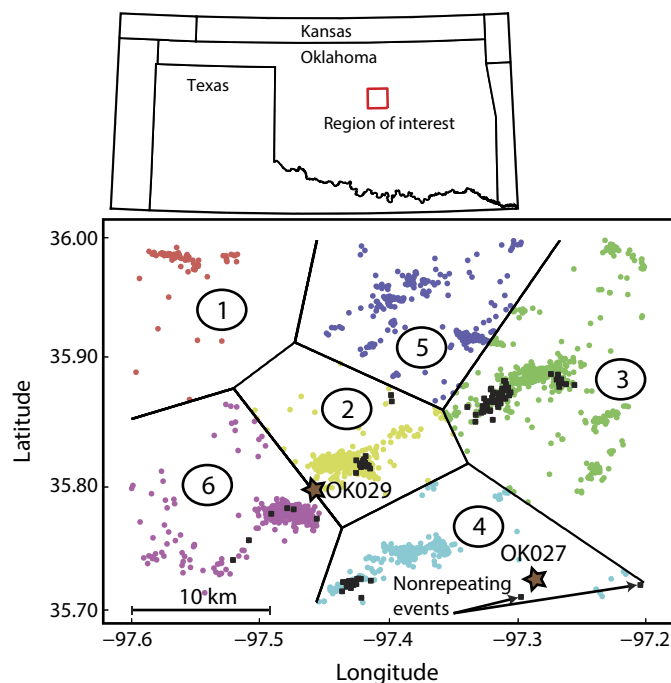 Kansas
Oklahoma
Texas
Region of interest
36.00
35.90
35.80
35.70
Latitude
1
5
3
2
6
OK029
4
OK027
Nonrepeating
events
10 km
−97.6
−97.5
−97.4
−97.3
−97.2
Longitude